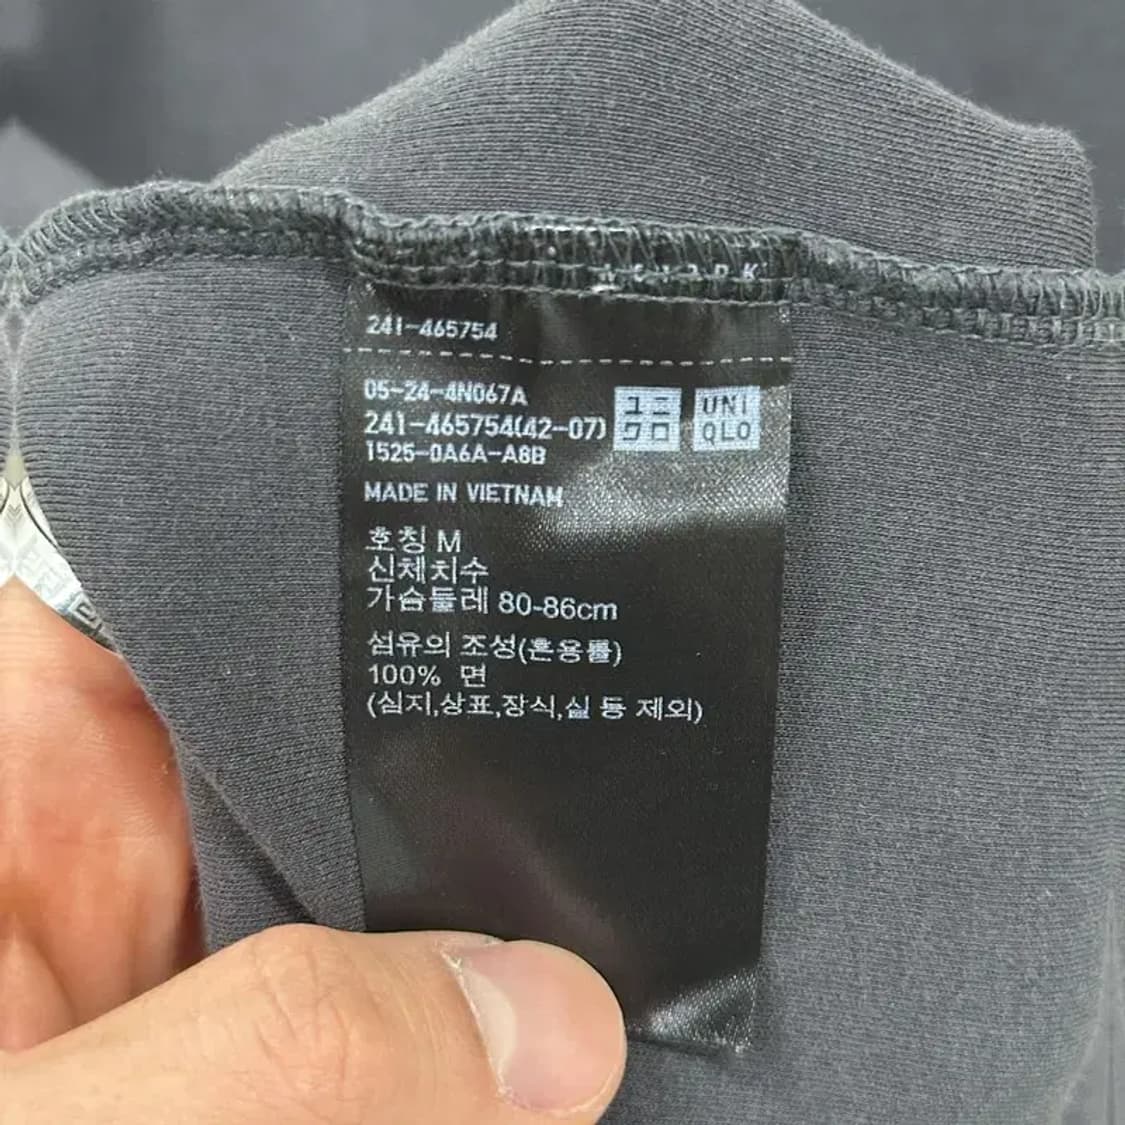 241-465754
05-24-4N067A
241-465754(42-07)
1525-0A6A-A8B
ユニ
クロ
UNI
QLO
MADE IN VIETNAM
호칭 M
신체치수
가슴둘레 80-86cm
섬유의 조성(혼용률)
100% 면
(심지,상표,장식,실 등 제외)